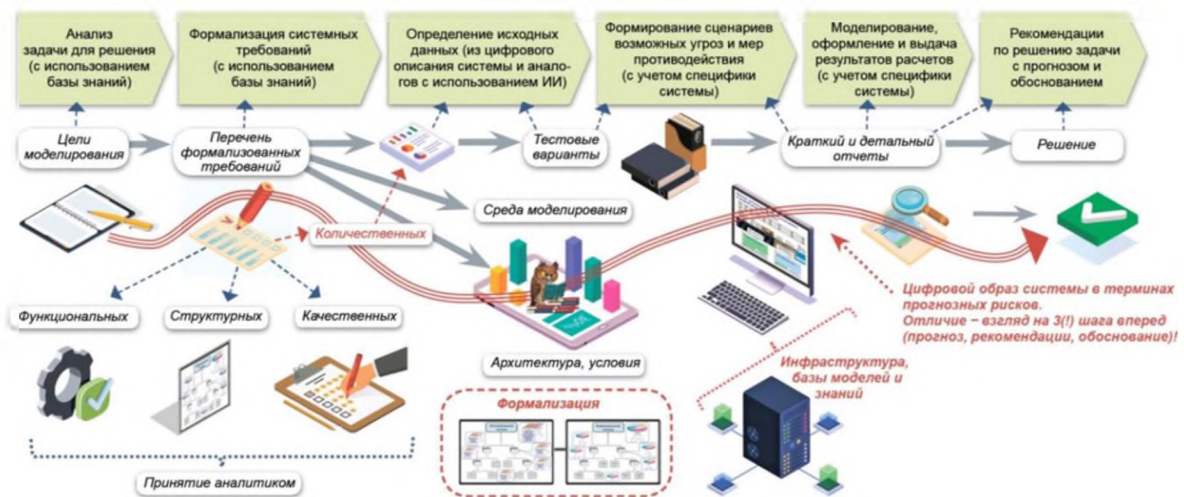 Анализ
задачи для решения
(с использованием
базы знаний)
Формализация системных
требований
(с использованием
базы знаний)
Определение исходных
данных (из цифрового
описания системы и анало-
гов с использованием ИИ)
Формирование сценариев
возможных угроз и мер
противодействия
(с учетом специфики
системы)
Моделирование,
оформление и выдача
результатов расчетов
(с учетом специфики
системы)
Рекомендации
по решению задачи
с прогнозом и
обоснованием
Цели
моделирования
Перечень
формализованных
требований
Тестовые
варианты
Краткий и детальный
отчеты
Решение
Среда моделирования
Количественных
Функциональных
Структурных
Качественных
Архитектура, условия
Цифровой образ системы в терминах
прогнозных рисков.
Отличие – взгляд на 3(!) шага вперед
(прогноз, рекомендации, обоснование)!
Инфраструктура,
базы моделей и
знаний
Формализация
Принятие аналитиком